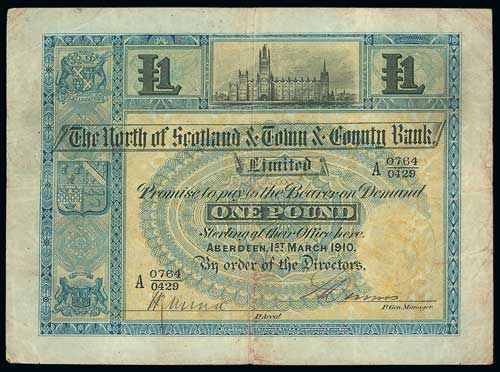 £1 £1
The North of Scotland & Town & County Bank,
Limited
A 0764/0429
Promise to pay to the Bearer on Demand
ONE POUND
Sterling at their Office here.
ABERDEEN, 1ST MARCH 1910.
By order of the Directors.
A 0764/0429
P. Acco.t P. Gen. Manager.